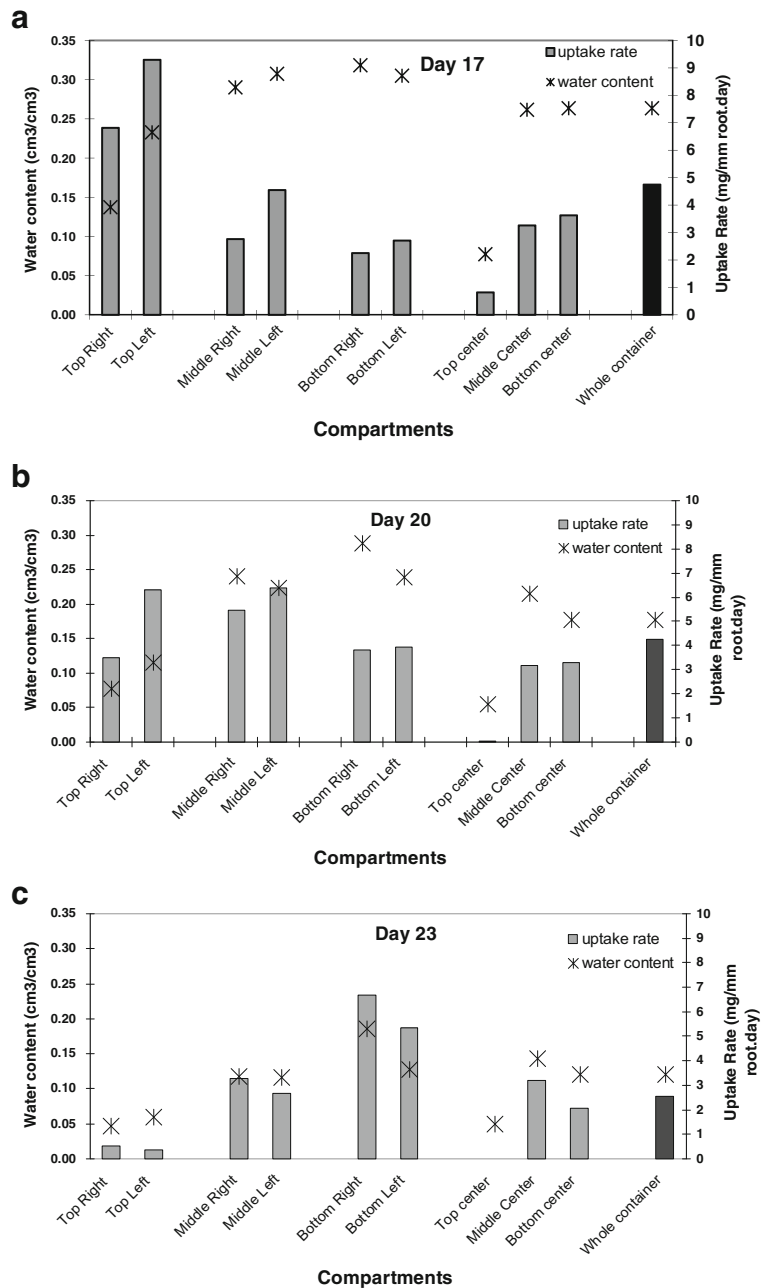 a
Day 17
uptake rate
water content
Water content (cm3/cm3)
0.35
0.30
0.25
0.20
0.15
0.10
0.05
0.00
10
9
8
7
6
5
4
3
2
1
0
Uptake Rate (mg/mm root.day)
Top Right
Top Left
Middle Right
Middle Left
Bottom Right
Bottom Left
Top center
Middle Center
Bottom center
Whole container
Compartments
b
Day 20
uptake rate
water content
Water content (cm3/cm3)
0.35
0.30
0.25
0.20
0.15
0.10
0.05
0.00
10
9
8
7
6
5
4
3
2
1
0
Uptake Rate (mg/mm
root.day)
Top Right
Top Left
Middle Right
Middle Left
Bottom Right
Bottom Left
Top center
Middle Center
Bottom center
Whole container
Compartments
c
Day 23
uptake rate
water content
Water content (cm3/cm3)
0.35
0.30
0.25
0.20
0.15
0.10
0.05
0.00
10
9
8
7
6
5
4
3
2
1
0
Uptake Rate (mg/mm
root.day)
Top Right
Top Left
Middle Right
Middle Left
Bottom Right
Bottom Left
Top center
Middle Center
Bottom center
Whole container
Compartments